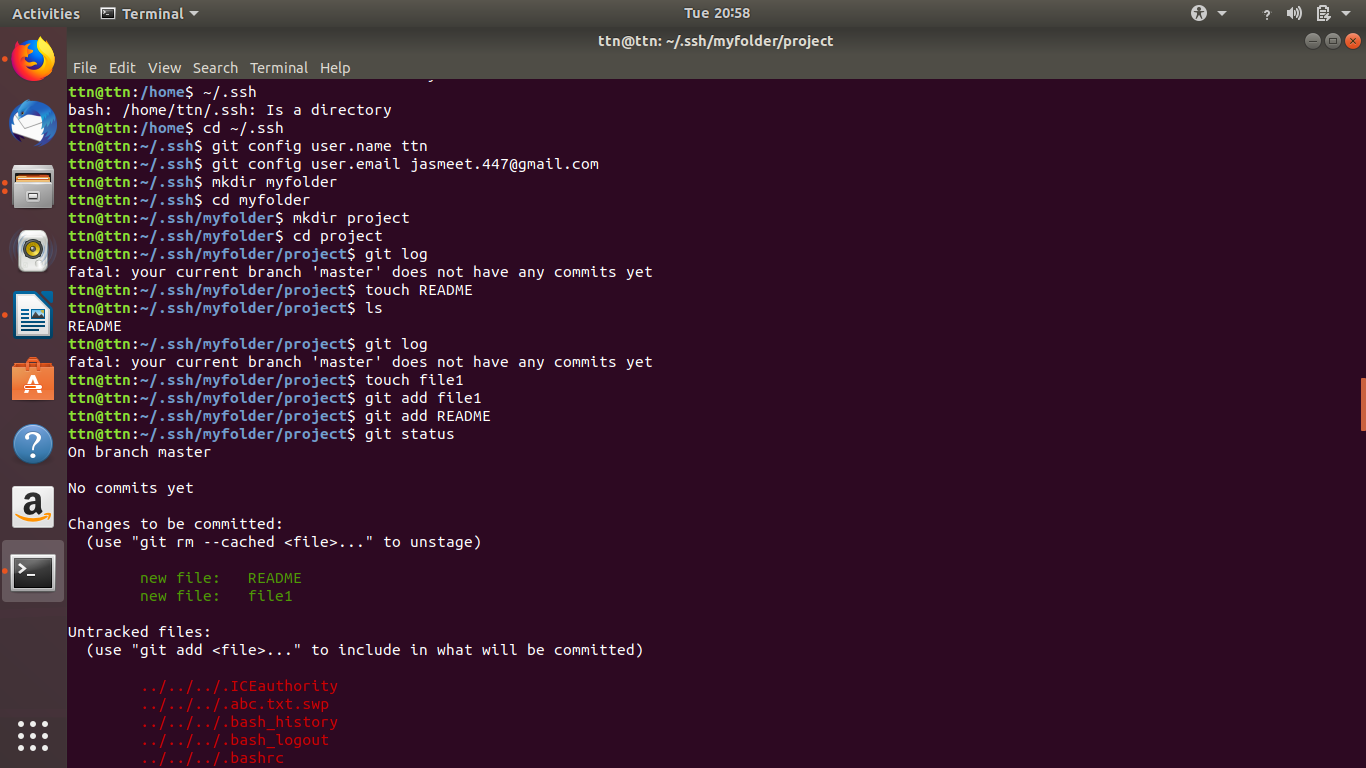 Activities Terminal Tue 20:58 ?
ttn@ttn: ~/.ssh/myfolder/project
File Edit View Search Terminal Help
ttn@ttn:/home$ ~/.ssh
bash: /home/ttn/.ssh: Is a directory
ttn@ttn:/home$ cd ~/.ssh
ttn@ttn:~/.ssh$ git config user.name ttn
ttn@ttn:~/.ssh$ git config user.email jasmeet.447@gmail.com
ttn@ttn:~/.ssh$ mkdir myfolder
ttn@ttn:~/.ssh$ cd myfolder
ttn@ttn:~/.ssh/myfolder$ mkdir project
ttn@ttn:~/.ssh/myfolder$ cd project
ttn@ttn:~/.ssh/myfolder/project$ git log
fatal: your current branch 'master' does not have any commits yet
ttn@ttn:~/.ssh/myfolder/project$ touch README
ttn@ttn:~/.ssh/myfolder/project$ ls
README
ttn@ttn:~/.ssh/myfolder/project$ git log
fatal: your current branch 'master' does not have any commits yet
ttn@ttn:~/.ssh/myfolder/project$ touch file1
ttn@ttn:~/.ssh/myfolder/project$ git add file1
ttn@ttn:~/.ssh/myfolder/project$ git add README
ttn@ttn:~/.ssh/myfolder/project$ git status
On branch master
No commits yet
Changes to be committed:
(use "git rm --cached <file>..." to unstage)
new file: README
new file: file1
Untracked files:
(use "git add <file>..." to include in what will be committed)
../../../.ICEauthority
../../../.abc.txt.swp
../../../.bash_history
../../../.bash_logout
../../../.bashrc